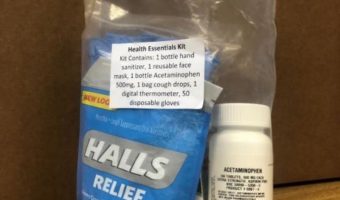 Health Essentials Kit
Kit Contains: 1 bottle hand
sanitizer, 1 reusable face
mask, 1 bottle Acetaminophen
500mg, 1 bag cough drops, 1
digital thermometer, 50
disposable gloves
NEW LOO
HALLS
RELIEF
ACETAMINOPHEN